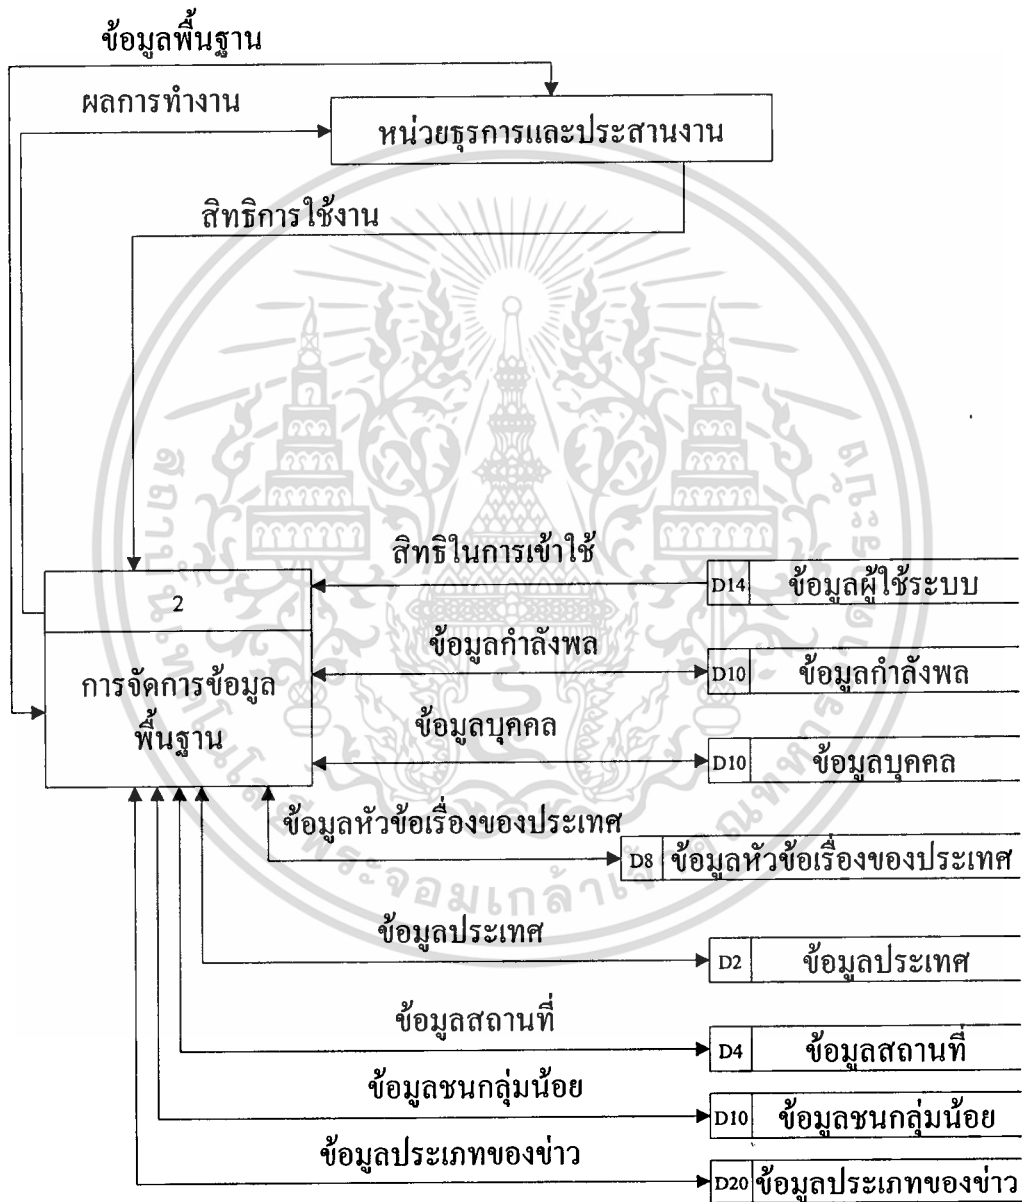 ข้อมูลพื้นฐาน
ผลการทำงาน
หน่วยธุรการและประสานงาน
สิทธิการใช้งาน
สิทธิในการเข้าใช้
D14 ข้อมูลผู้ใช้ระบบ
2
ข้อมูลกำลังพล
D10 ข้อมูลกำลังพล
การจัดการข้อมูล
พื้นฐาน
ข้อมูลบุคคล
D10 ข้อมูลบุคคล
ข้อมูลหัวข้อเรื่องของประเทศ
D8 ข้อมูลหัวข้อเรื่องของประเทศ
ข้อมูลประเทศ
D2 ข้อมูลประเทศ
ข้อมูลสถานที่
D4 ข้อมูลสถานที่
ข้อมูลชนกลุ่มน้อย
D10 ข้อมูลชนกลุ่มน้อย
ข้อมูลประเภทของข่าว
D20 ข้อมูลประเภทของข่าว